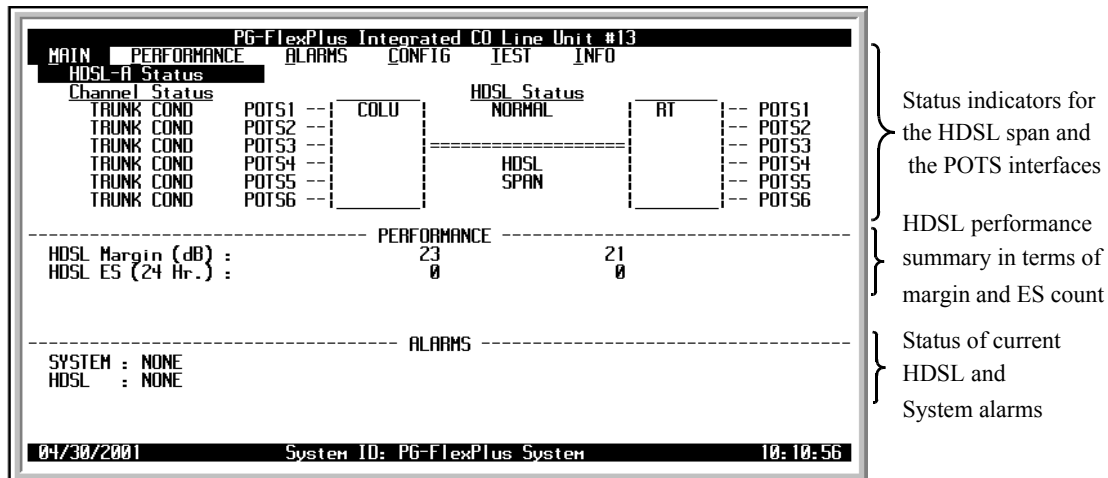 PG-FlexPlus Integrated CO Line Unit #13
MAIN PERFORMANCE ALARMS CONFIG TEST INFO
HDSL-A Status
Channel Status HDSL Status
TRUNK COND POTS1 --| COLU NORMAL | RT |-- POTS1
TRUNK COND POTS2 --| |-- POTS2
TRUNK COND POTS3 --| |====================| |-- POTS3
TRUNK COND POTS4 --| HDSL |-- POTS4
TRUNK COND POTS5 --| SPAN |-- POTS5
TRUNK COND POTS6 --| |-- POTS6
PERFORMANCE
HDSL Margin (dB) : 23 21
HDSL ES (24 Hr.) : 0 0
ALARMS
SYSTEM : NONE
HDSL : NONE
04/30/2001 System ID: PG-FlexPlus System 10:10:56
Status indicators for
the HDSL span and
the POTS interfaces
HDSL performance
summary in terms of
margin and ES count
Status of current
HDSL and
System alarms